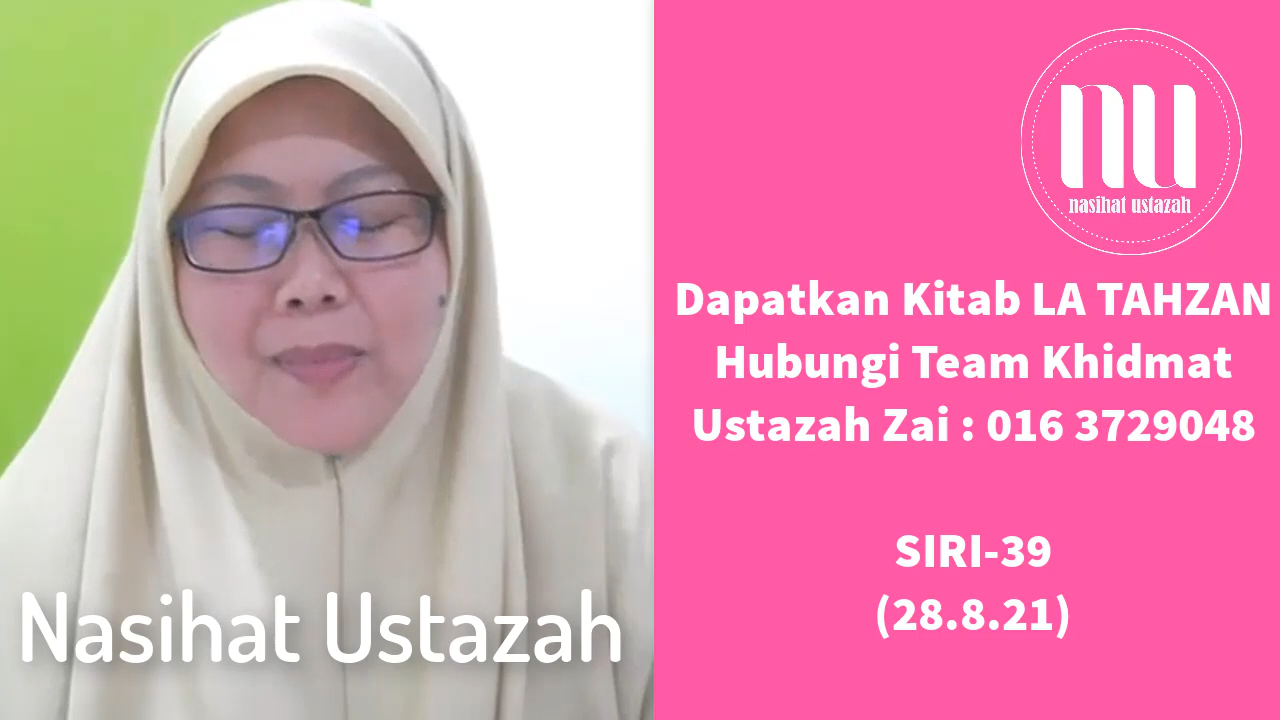 nu
nasihat ustazah
Dapatkan Kitab LA TAHZAN
Hubungi Team Khidmat
Ustazah Zai : 016 3729048
SIRI-39
(28.8.21)
Nasihat Ustazah